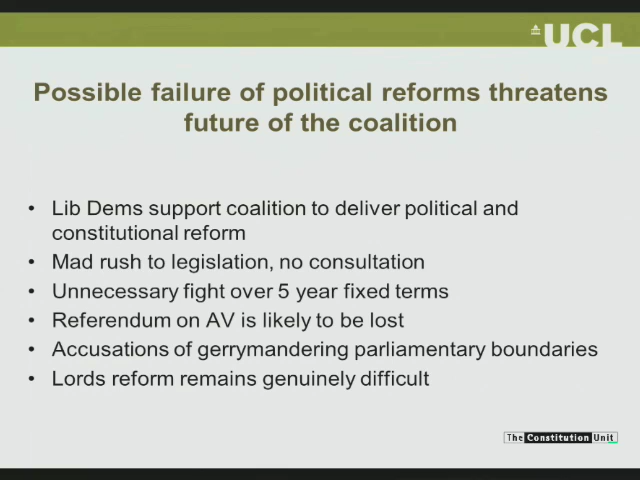 UCL
Possible failure of political reforms threatens
future of the coalition
• Lib Dems support coalition to deliver political and
constitutional reform
• Mad rush to legislation, no consultation
• Unnecessary fight over 5 year fixed terms
• Referendum on AV is likely to be lost
• Accusations of gerrymandering parliamentary boundaries
• Lords reform remains genuinely difficult
The Constitution Unit